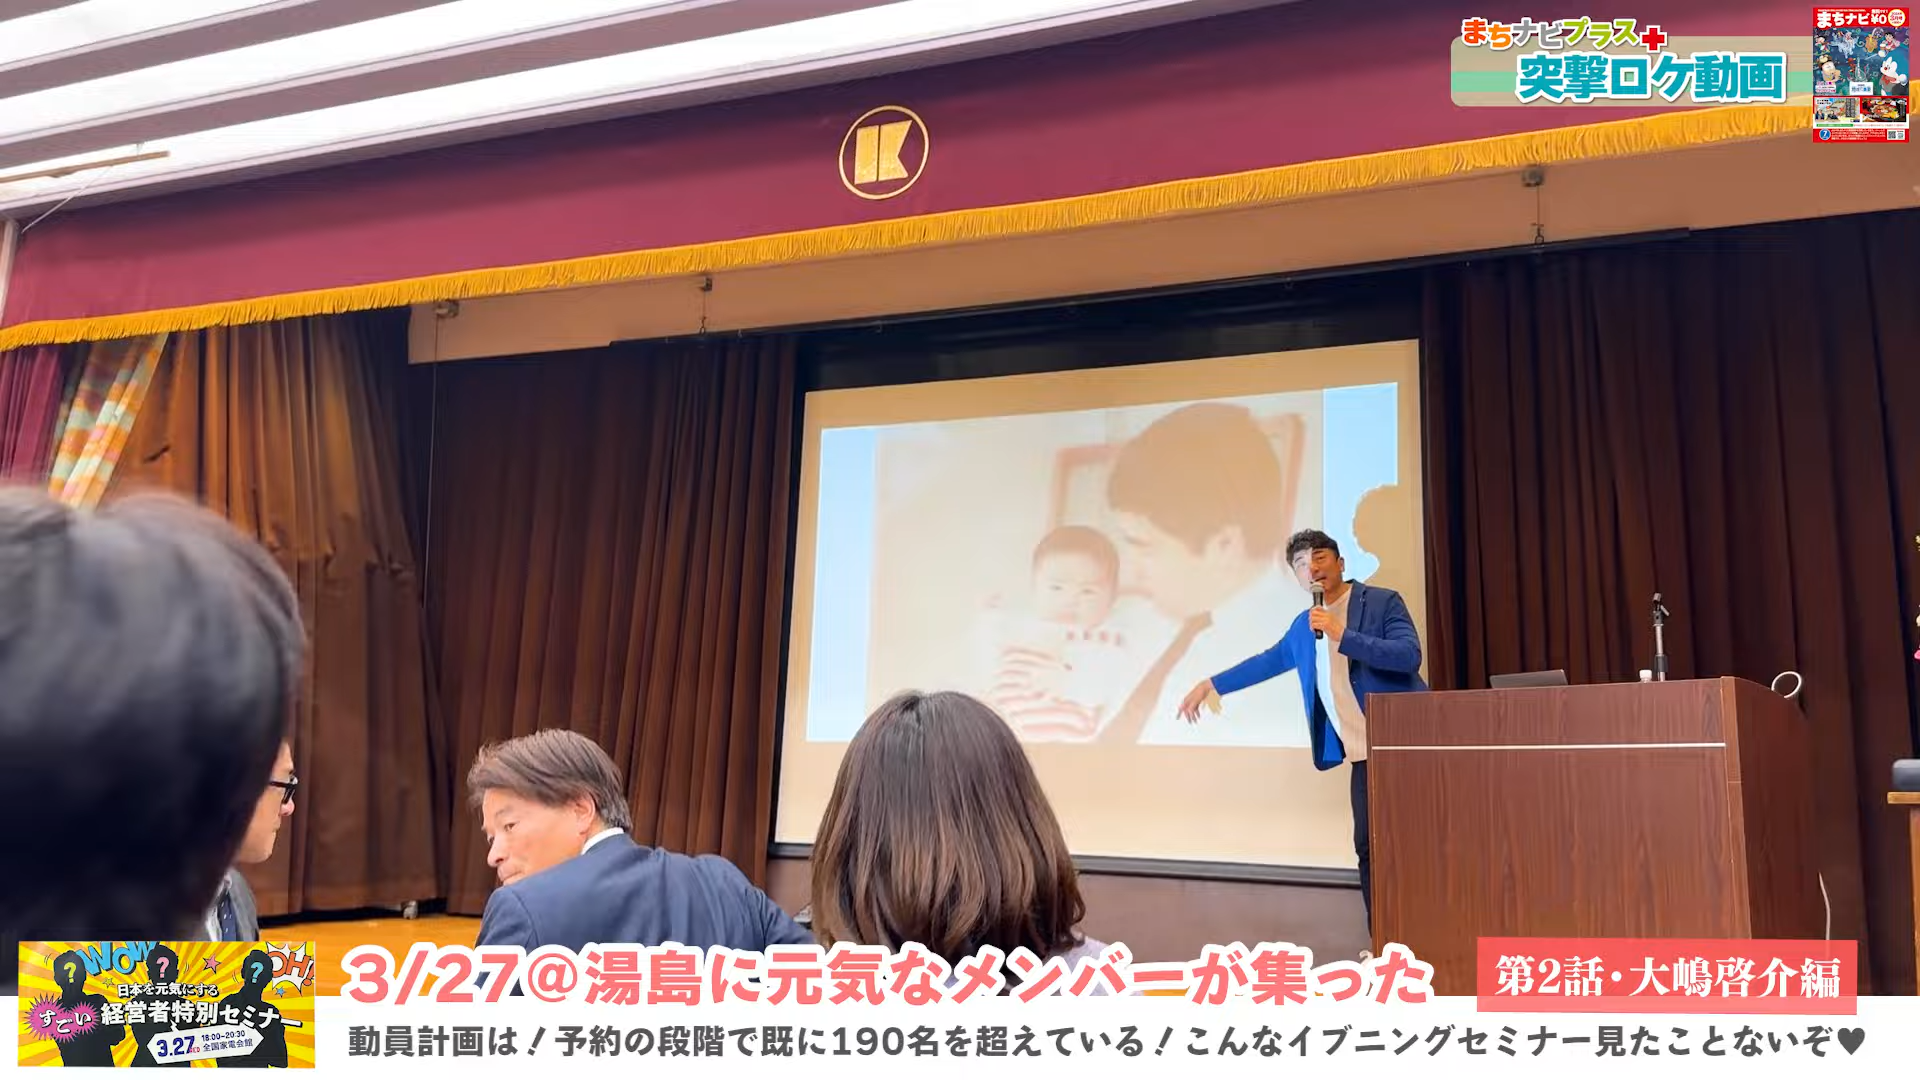 まちナビプラス
突撃ロケ動画
まちナビ
¥0
K
WOW
OH!
? ? ?
日本を元気にする
すごい
経営者特別セミナー
3.27 18:00-20:30
全国家電会館
3/27@湯島に元気なメンバーが集った
第2話・大嶋啓介編
動員計画は!予約の段階で既に190名を超えている!こんなイブニングセミナー見たことないぞ♥